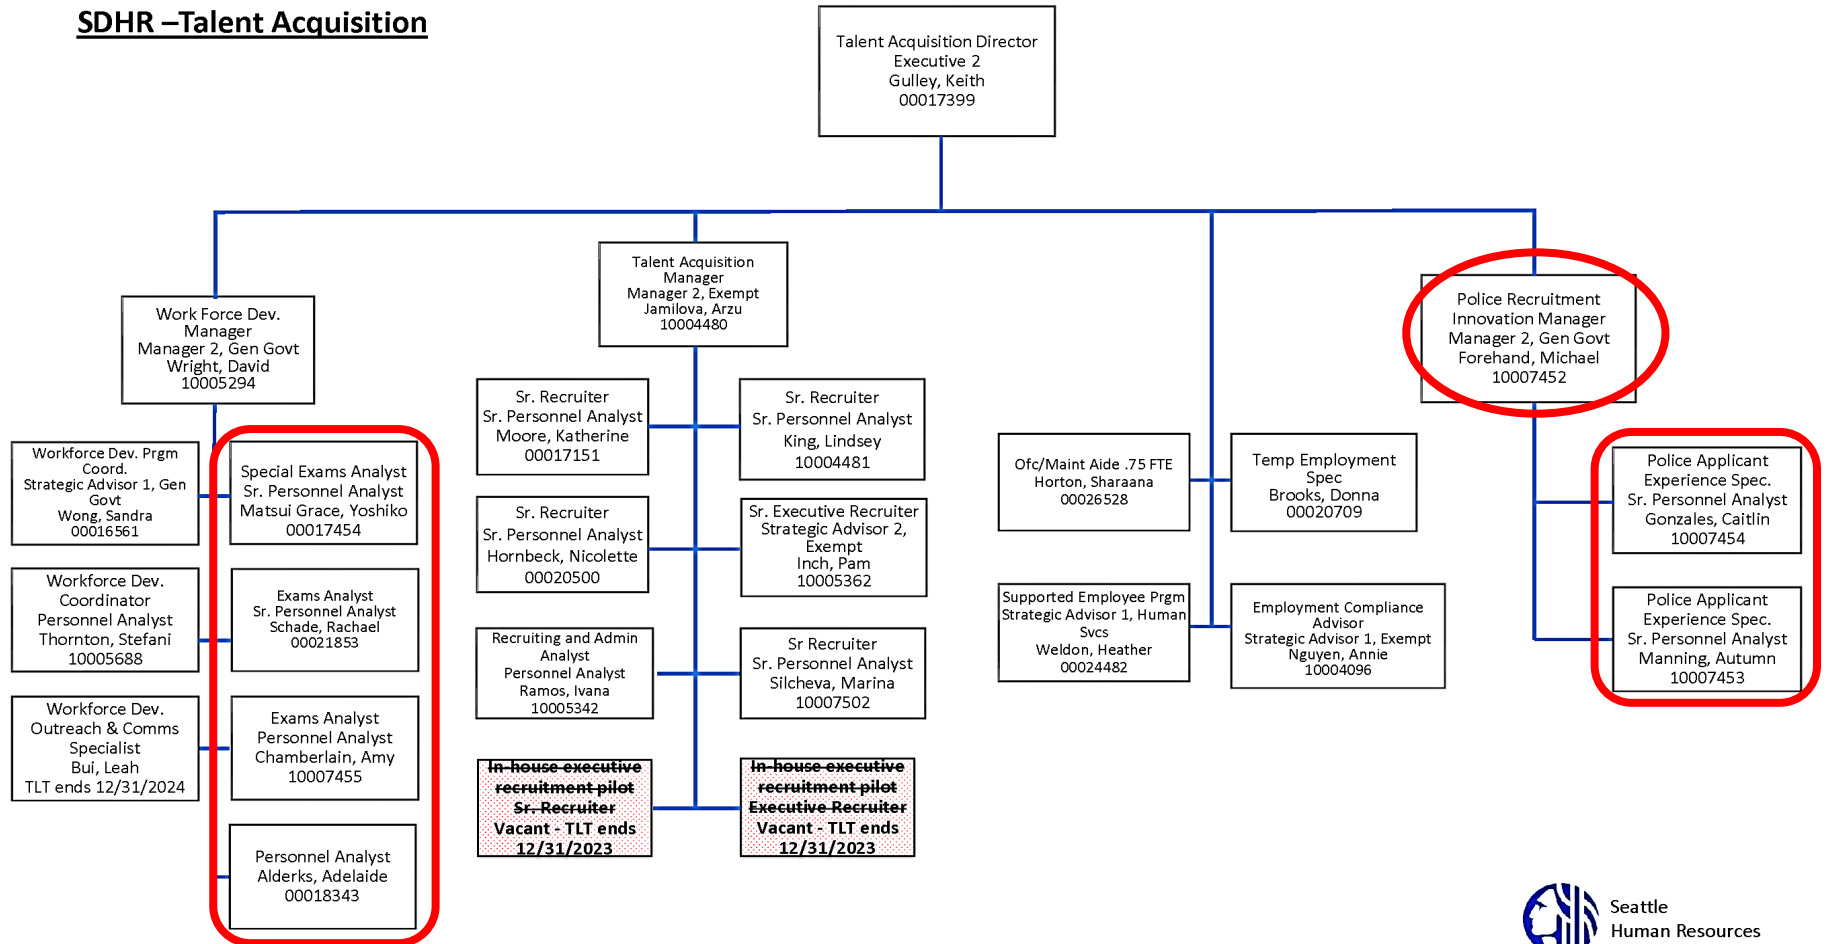 SDHR –Talent Acquisition
Talent Acquisition Director
Executive 2
Gulley, Keith
00017399
Work Force Dev.
Manager
Manager 2, Gen Govt
Wright, David
10005294
Talent Acquisition
Manager
Manager 2, Exempt
Jamilova, Arzu
10004480
Police Recruitment
Innovation Manager
Manager 2, Gen Govt
Forehand, Michael
10007452
Workforce Dev. Prgm
Coord.
Strategic Advisor 1, Gen
Govt
Wong, Sandra
00016561
Special Exams Analyst
Sr. Personnel Analyst
Matsui Grace, Yoshiko
00017454
Workforce Dev.
Coordinator
Personnel Analyst
Thornton, Stefani
10005688
Exams Analyst
Sr. Personnel Analyst
Schade, Rachael
00021853
Workforce Dev.
Outreach & Comms
Specialist
Bui, Leah
TLT ends 12/31/2024
Exams Analyst
Personnel Analyst
Chamberlain, Amy
10007455
Personnel Analyst
Alderks, Adelaide
00018343
Sr. Recruiter
Sr. Personnel Analyst
Moore, Katherine
00017151
Sr. Recruiter
Sr. Personnel Analyst
King, Lindsey
10004481
Sr. Recruiter
Sr. Personnel Analyst
Hornbeck, Nicolette
00020500
Sr. Executive Recruiter
Strategic Advisor 2,
Exempt
Inch, Pam
10005362
Recruiting and Admin
Analyst
Personnel Analyst
Ramos, Ivana
10005342
Sr Recruiter
Sr. Personnel Analyst
Silcheva, Marina
10007502
In-house executive
recruitment pilot
Sr. Recruiter
Vacant - TLT ends
12/31/2023
In-house executive
recruitment pilot
Executive Recruiter
Vacant - TLT ends
12/31/2023
Ofc/Maint Aide .75 FTE
Horton, Sharaana
00026528
Temp Employment
Spec
Brooks, Donna
00020709
Supported Employee Prgm
Strategic Advisor 1, Human
Svcs
Weldon, Heather
00024482
Employment Compliance
Advisor
Strategic Advisor 1, Exempt
Nguyen, Annie
10004096
Police Applicant
Experience Spec.
Sr. Personnel Analyst
Gonzales, Caitlin
10007454
Police Applicant
Experience Spec.
Sr. Personnel Analyst
Manning, Autumn
10007453
Seattle
Human Resources